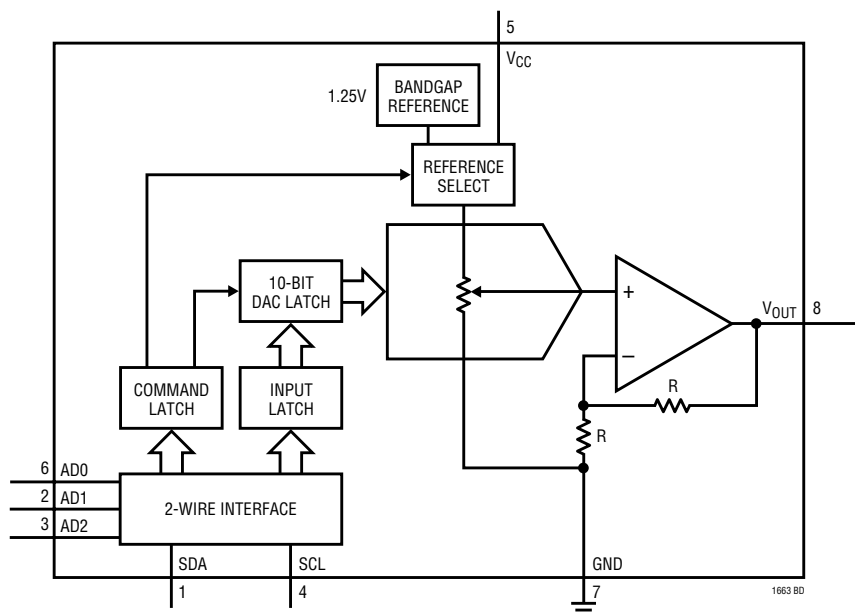 5
VCC
1.25V
BANDGAP
REFERENCE
REFERENCE
SELECT
10-BIT
DAC LATCH
+
VOUT
8
–
COMMAND
LATCH
INPUT
LATCH
R
R
6
AD0
2
AD1
3
AD2
2-WIRE INTERFACE
SDA
SCL
GND
1
4
7
1663 BD